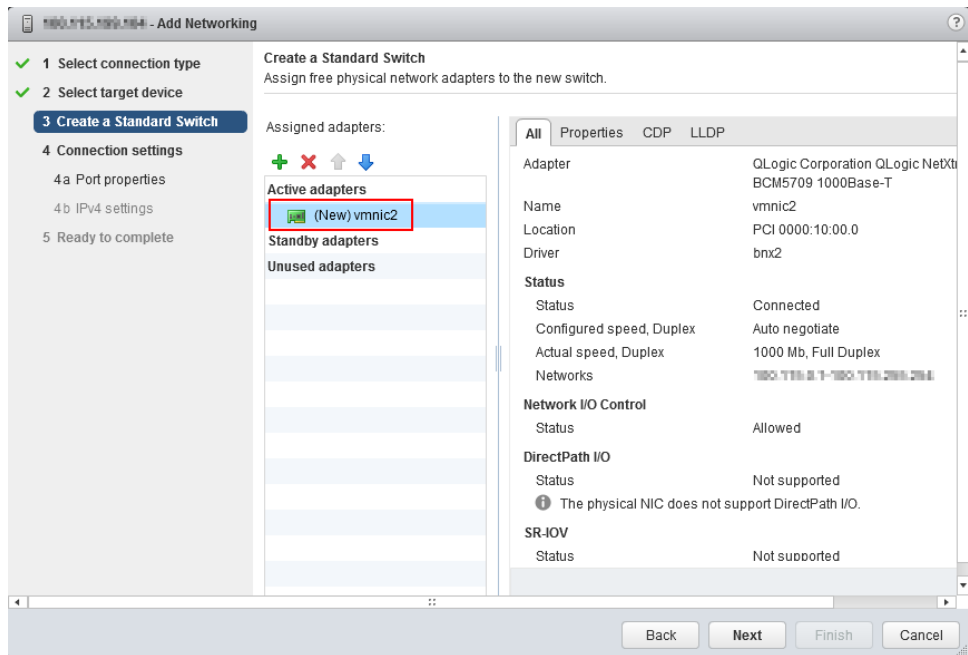 - Add Networking
1 Select connection type
2 Select target device
3 Create a Standard Switch
4 Connection settings
4a Port properties
4b IPv4 settings
5 Ready to complete
Create a Standard Switch
Assign free physical network adapters to the new switch.
Assigned adapters:
Active adapters
(New) vmnic2
Standby adapters
Unused adapters
All Properties CDP LLDP
Adapter QLogic Corporation QLogic NetXtr
BCM5709 1000Base-T
Name vmnic2
Location PCI 0000:10:00.0
Driver bnx2
Status
Status Connected
Configured speed, Duplex Auto negotiate
Actual speed, Duplex 1000 Mb, Full Duplex
Networks
Network I/O Control
Status Allowed
DirectPath I/O
Status Not supported
The physical NIC does not support DirectPath I/O.
SR-IOV
Status Not supported
Back Next Finish Cancel